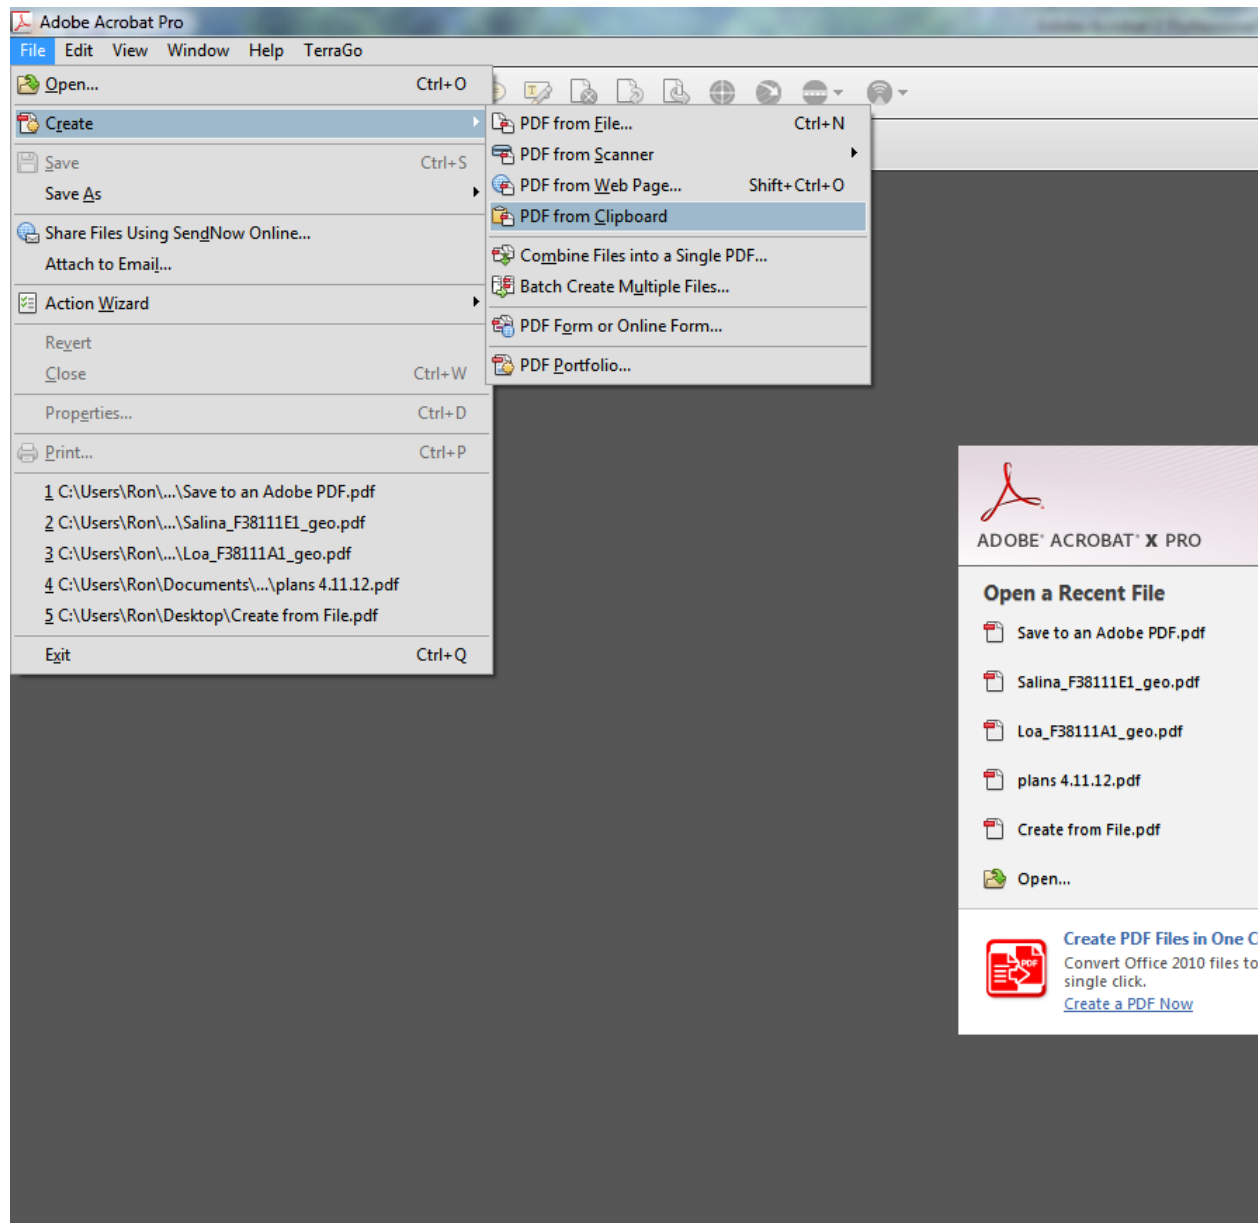 Adobe Acrobat Pro
File Edit View Window Help TerraGo
Open... Ctrl+O
Create
Save Ctrl+S
Save As
Share Files Using SendNow Online...
Attach to Email...
Action Wizard
Revert
Close Ctrl+W
Properties... Ctrl+D
Print... Ctrl+P
1 C:\Users\Ron\...\Save to an Adobe PDF.pdf
2 C:\Users\Ron\...\Salina_F38111E1_geo.pdf
3 C:\Users\Ron\...\Loa_F38111A1_geo.pdf
4 C:\Users\Ron\Documents\...\plans 4.11.12.pdf
5 C:\Users\Ron\Desktop\Create from File.pdf
Exit Ctrl+Q
PDF from File... Ctrl+N
PDF from Scanner
PDF from Web Page... Shift+Ctrl+O
PDF from Clipboard
Combine Files into a Single PDF...
Batch Create Multiple Files...
PDF Form or Online Form...
PDF Portfolio...
ADOBE® ACROBAT® X PRO
Open a Recent File
Save to an Adobe PDF.pdf
Salina_F38111E1_geo.pdf
Loa_F38111A1_geo.pdf
plans 4.11.12.pdf
Create from File.pdf
Open...
PDF
Create PDF Files in One C
Convert Office 2010 files to
single click.
Create a PDF Now